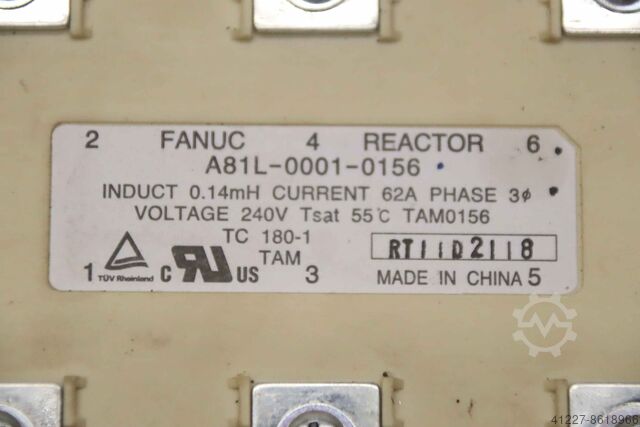 2 FANUC 4 REACTOR 6
A81L-0001-0156
INDUCT 0.14mH CURRENT 62A PHASE 3φ
VOLTAGE 240V Tsat 55℃ TAM0156
TC 180-1
TAM
RT11D2118
1 TÜV Rheinland C RU US 3 MADE IN CHINA 5
41227-8618966